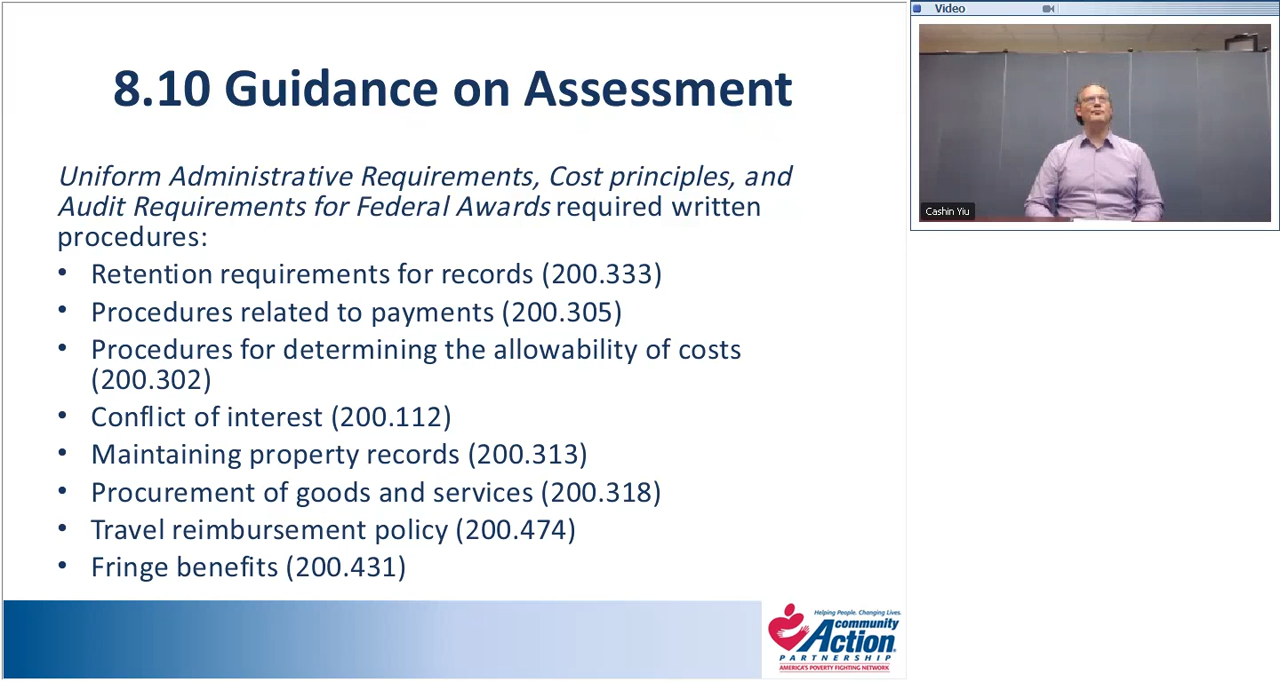 8.10 Guidance on Assessment
Uniform Administrative Requirements, Cost principles, and
Audit Requirements for Federal Awards required written
procedures:
• Retention requirements for records (200.333)
• Procedures related to payments (200.305)
• Procedures for determining the allowability of costs
(200.302)
• Conflict of interest (200.112)
• Maintaining property records (200.313)
• Procurement of goods and services (200.318)
• Travel reimbursement policy (200.474)
• Fringe benefits (200.431)
Helping People. Changing Lives.
community
Action
PARTNERSHIP
AMERICA'S POVERTY FIGHTING NETWORK
Video
Cashin Yiu